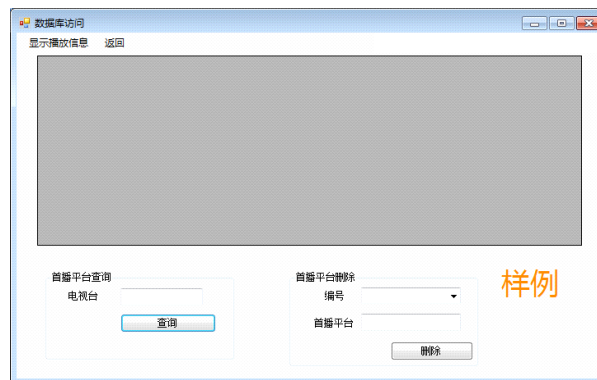 数据库访问
显示播放信息 返回
首播平台查询
电视台
查询
首播平台删除
编号
首播平台
删除
样例